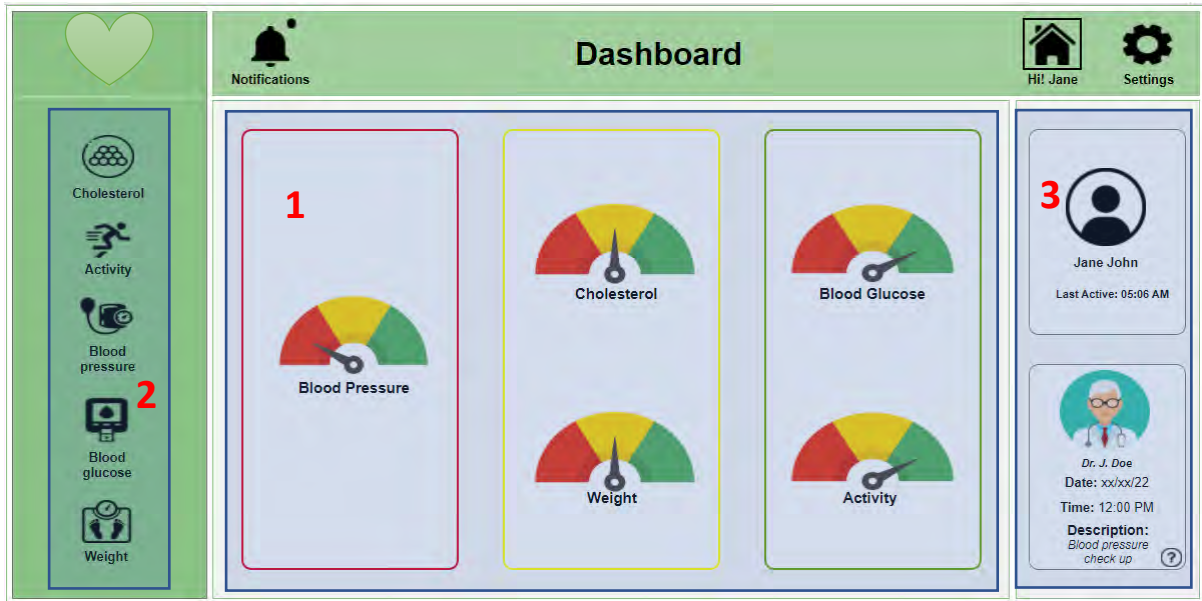 Notifications
Dashboard
Hi! Jane
Settings
Cholesterol
Activity
Blood
pressure
2
Blood
glucose
Weight
1
Blood Pressure
Cholesterol
Weight
Blood Glucose
Activity
3
Jane John
Last Active: 05:06 AM
Dr. J. Doe
Date: xx/xx/22
Time: 12:00 PM
Description:
Blood pressure
check up
?